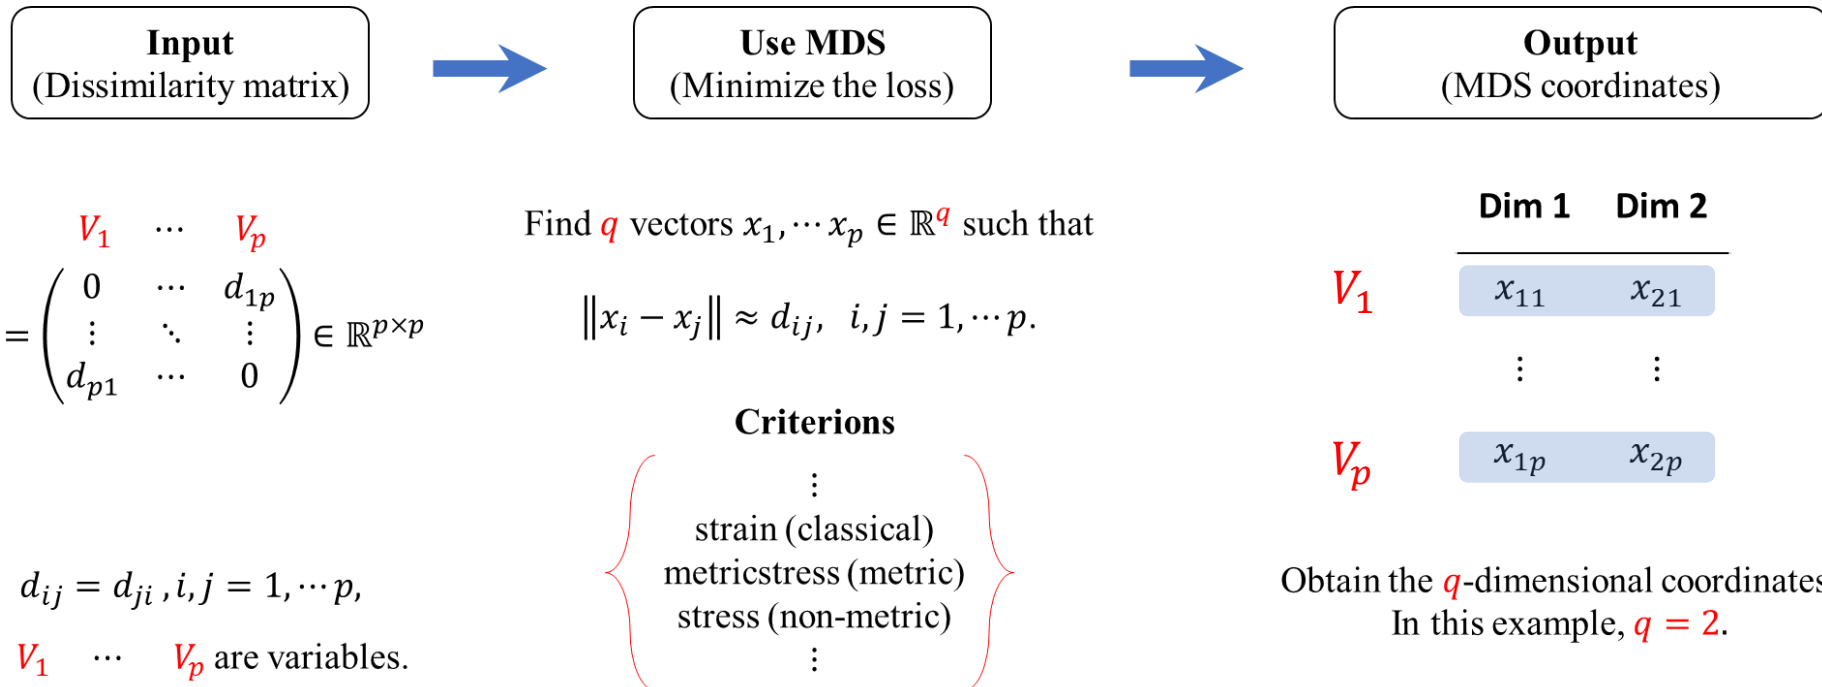 Input
(Dissimilarity matrix)
Use MDS
(Minimize the loss)
Output
(MDS coordinates)
V₁ ⋯ Vₚ
0 ⋯ d₁ₚ
= ⋮ ⋱ ⋮ ∈ ℝᵖˣᵖ
dₚ₁ ⋯ 0
dᵢⱼ = dⱼᵢ , i, j = 1, ⋯ p,
V₁ ⋯ Vₚ are variables.
Find q vectors x₁, ⋯ xₚ ∈ ℝ^q such that
‖xᵢ − xⱼ‖ ≈ dᵢⱼ, i, j = 1, ⋯ p.
Criterions
⋮
strain (classical)
metricstress (metric)
stress (non-metric)
⋮
Dim 1 Dim 2
V₁ x₁₁ x₂₁
⋮ ⋮
Vₚ x₁ₚ x₂ₚ
Obtain the q-dimensional coordinates
In this example, q = 2.